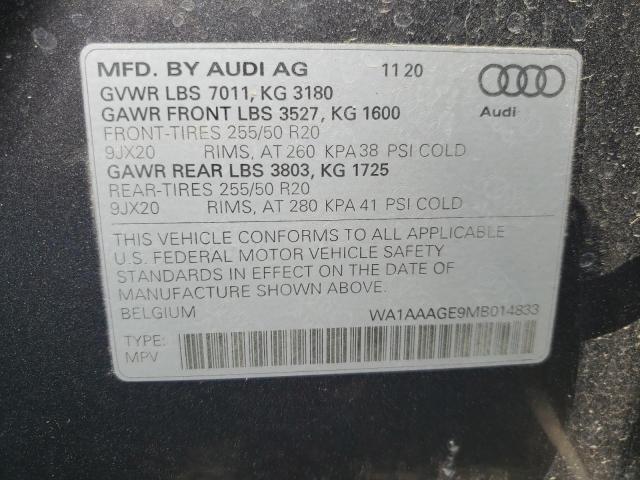 MFD. BY AUDI AG 11 20
GVWR LBS 7011, KG 3180
GAWR FRONT LBS 3527, KG 1600
FRONT-TIRES 255/50 R20
9JX20 RIMS, AT 260 KPA 38 PSI COLD
GAWR REAR LBS 3803, KG 1725
REAR-TIRES 255/50 R20
9JX20 RIMS, AT 280 KPA 41 PSI COLD
Audi
THIS VEHICLE CONFORMS TO ALL APPLICABLE
U.S. FEDERAL MOTOR VEHICLE SAFETY
STANDARDS IN EFFECT ON THE DATE OF
MANUFACTURE SHOWN ABOVE.
BELGIUM WA1AAAGE9MB014833
TYPE:
MPV